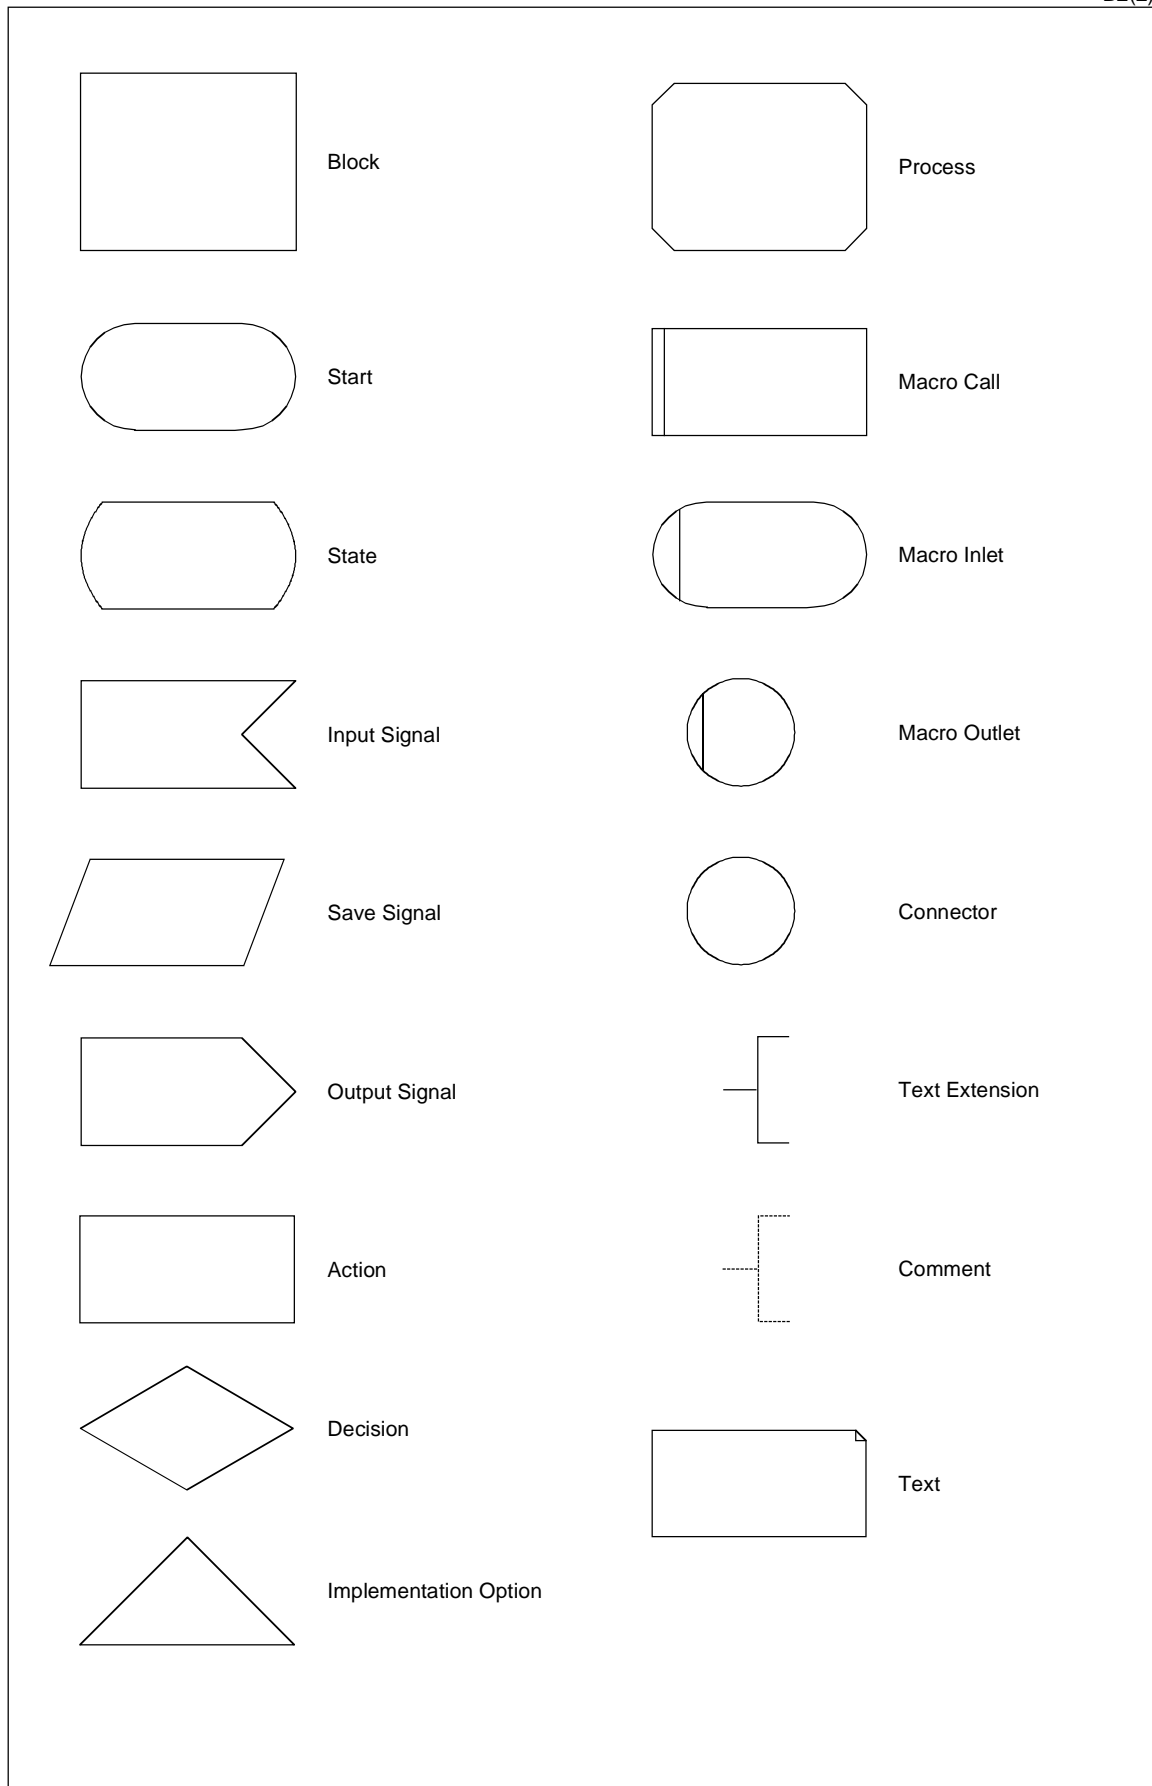 Block
Process
Start
Macro Call
State
Macro Inlet
Input Signal
Macro Outlet
Save Signal
Connector
Output Signal
Text Extension
Action
Comment
Decision
Text
Implementation Option